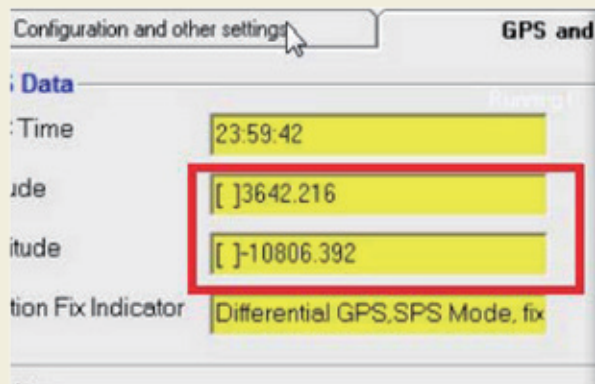 Configuration and other settings
GPS and
Data
Time 23:59:42
ude [ ]3642.216
itude [ ]-10806.392
tion Fix Indicator Differential GPS,SPS Mode, fix